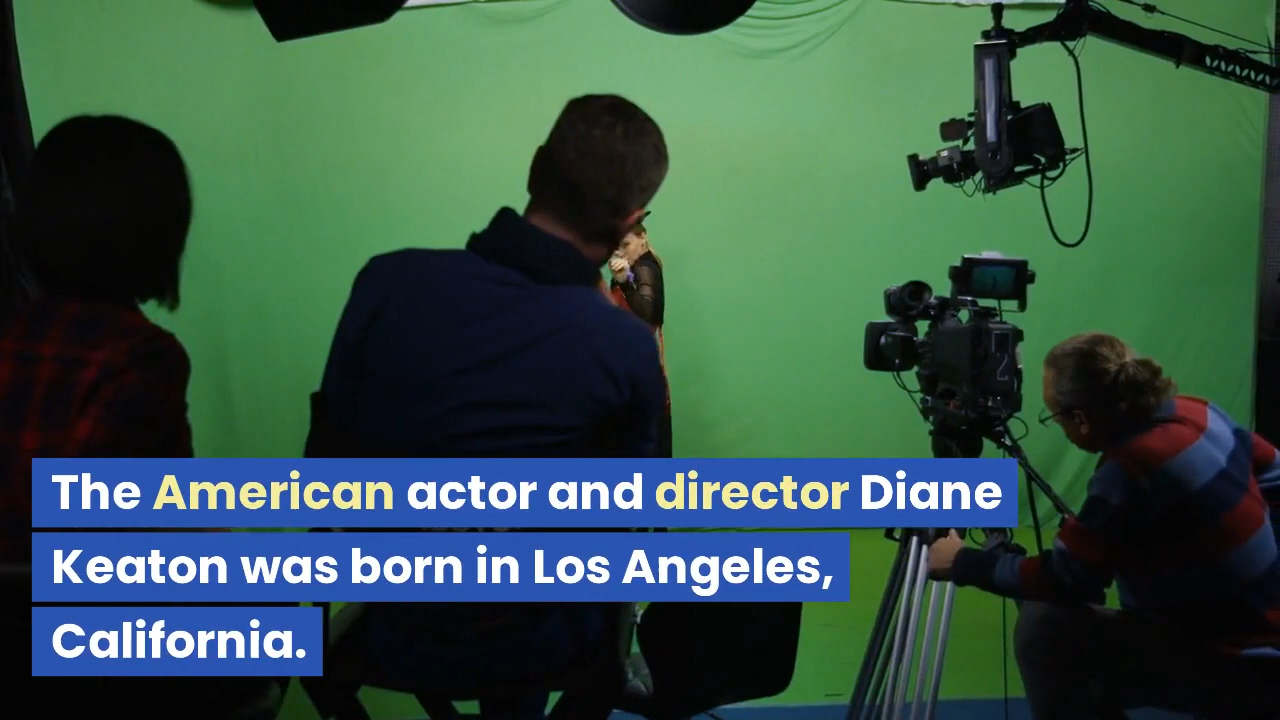 The American actor and director Diane
Keaton was born in Los Angeles,
California.